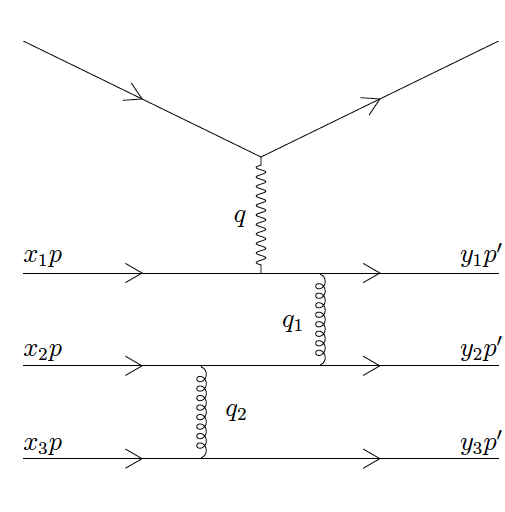 q
x₁p y₁p′
q₁
x₂p y₂p′
q₂
x₃p y₃p′